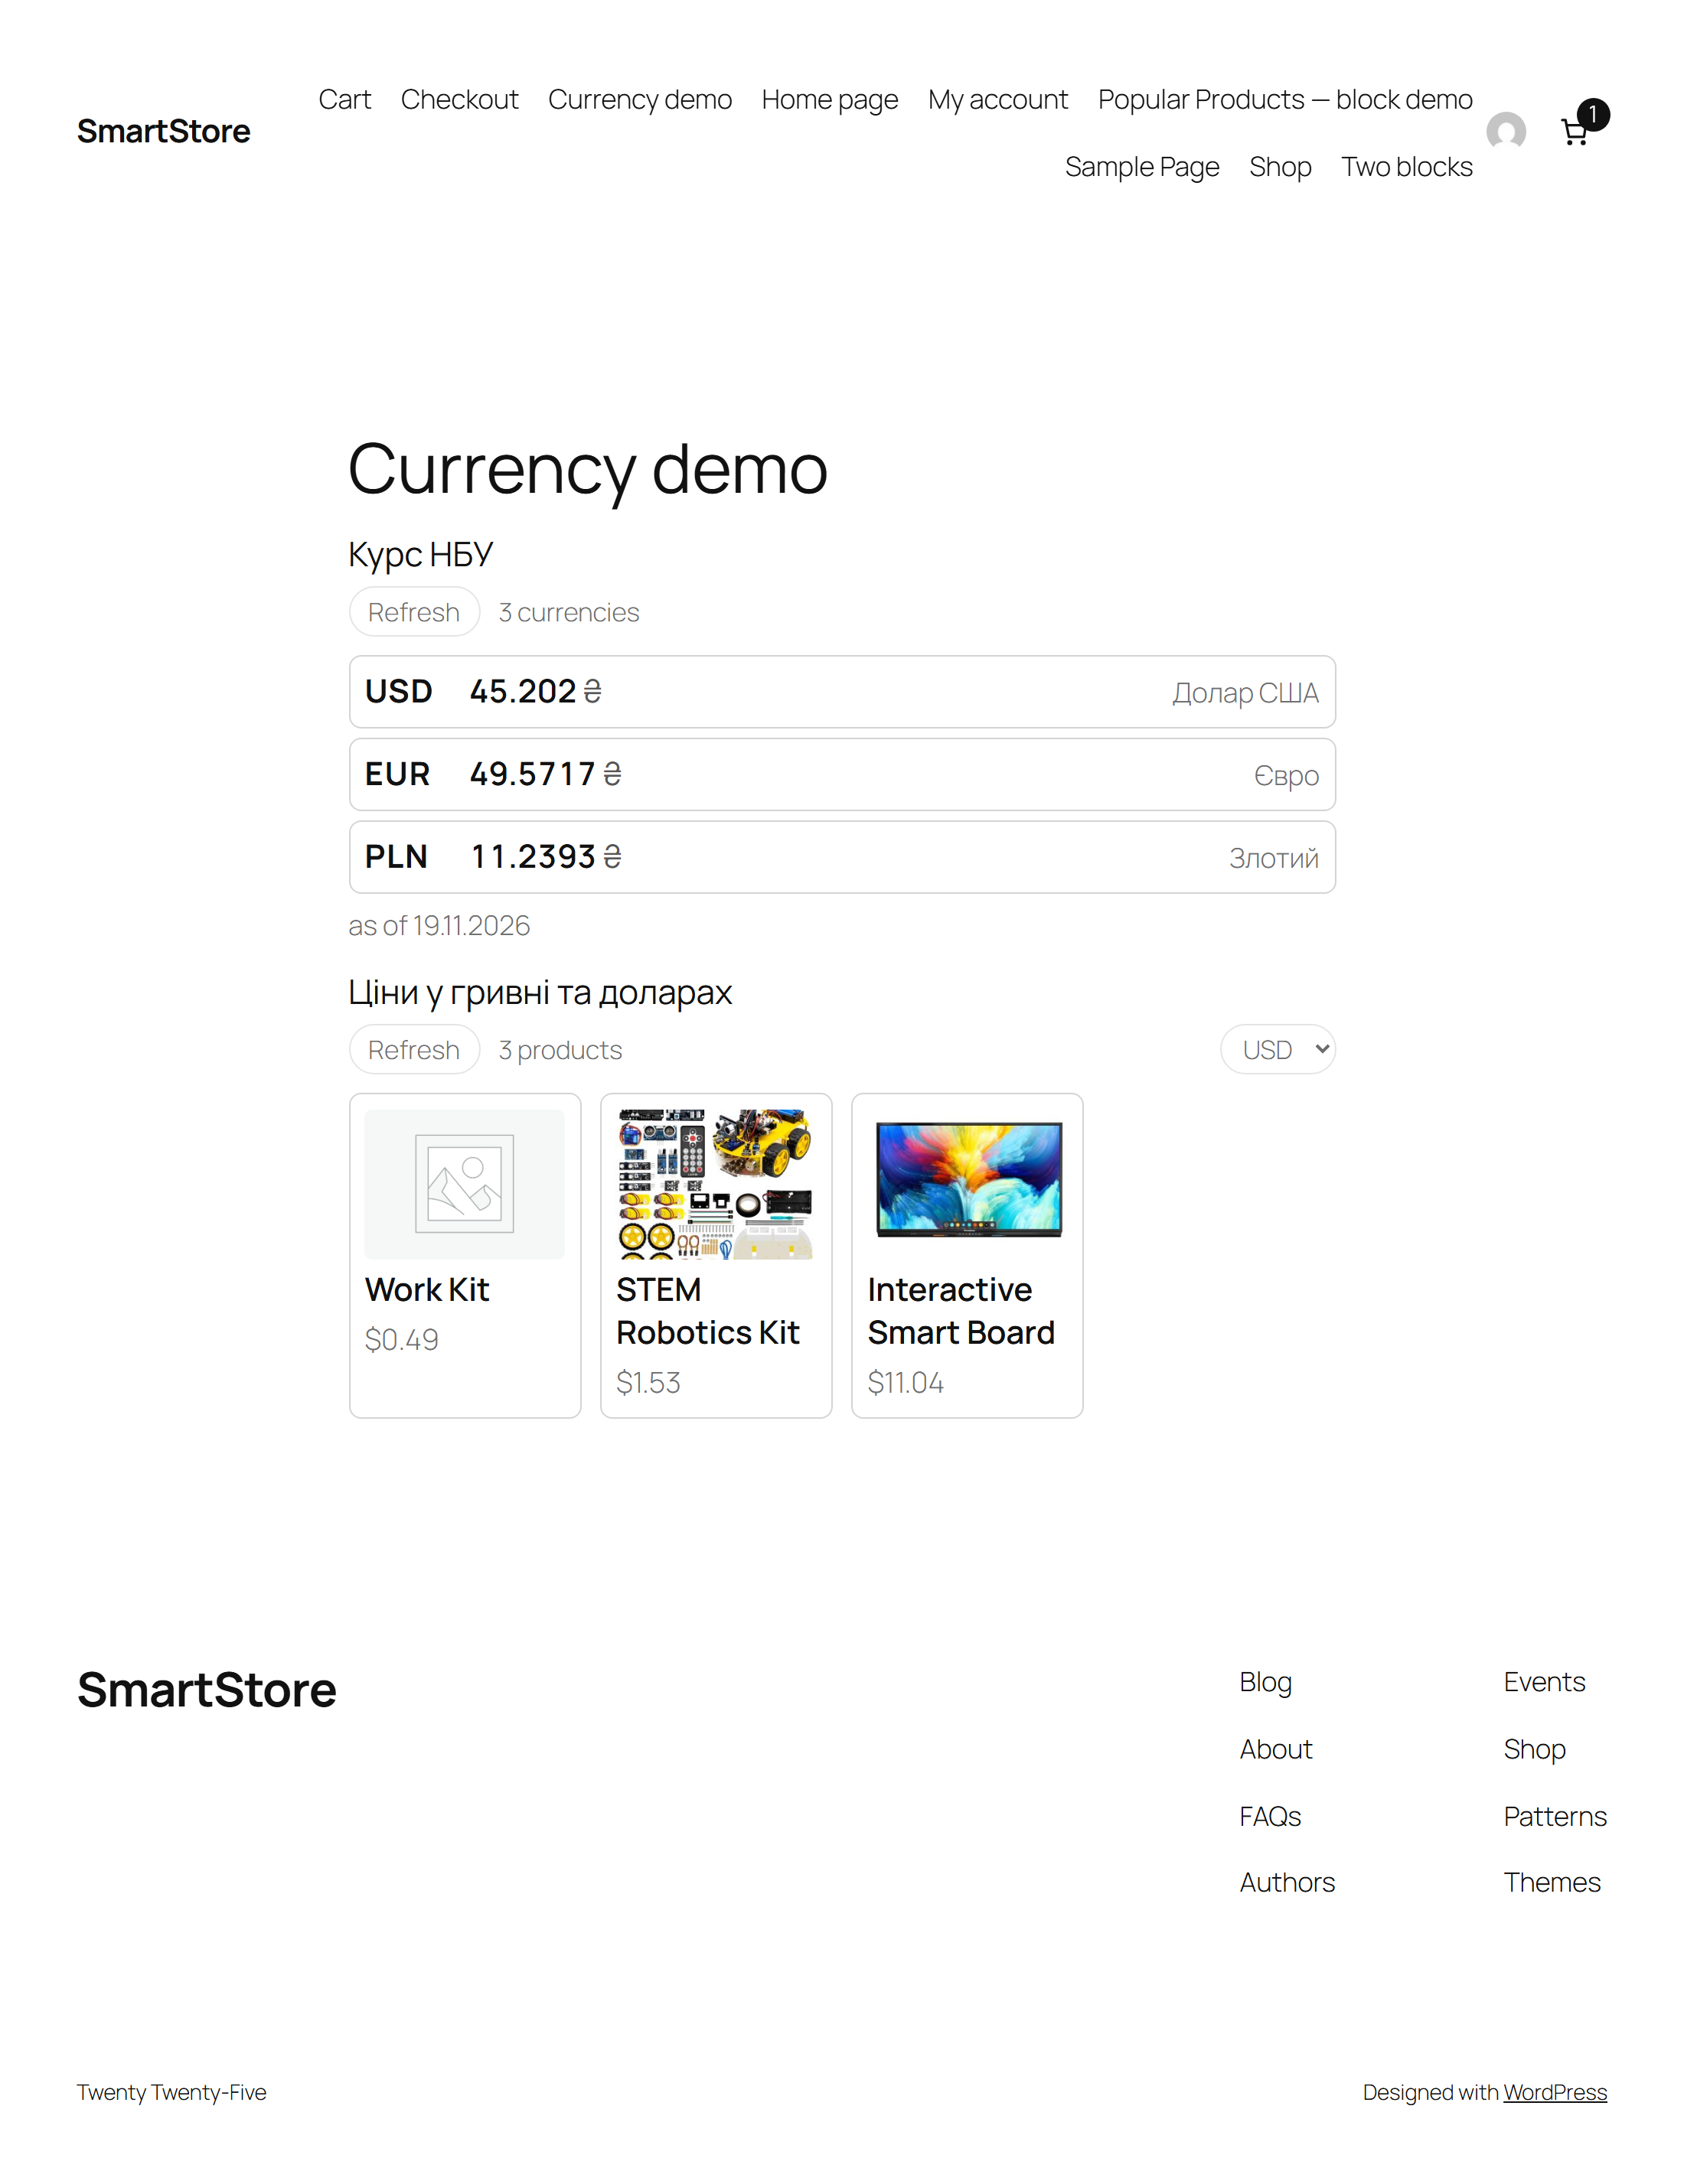 SmartStore
Cart Checkout Currency demo Home page My account Popular Products — block demo
Sample Page Shop Two blocks
1
Currency demo
Курс НБУ
Refresh 3 currencies
USD 45.202 ₴ Долар США
EUR 49.5717 ₴ Євро
PLN 11.2393 ₴ Злотий
as of 19.11.2026
Ціни у гривні та доларах
Refresh 3 products USD
Work Kit
$0.49
STEM
Robotics Kit
$1.53
Interactive
Smart Board
$11.04
SmartStore
Blog
About
FAQs
Authors
Events
Shop
Patterns
Themes
Twenty Twenty-Five
Designed with WordPress